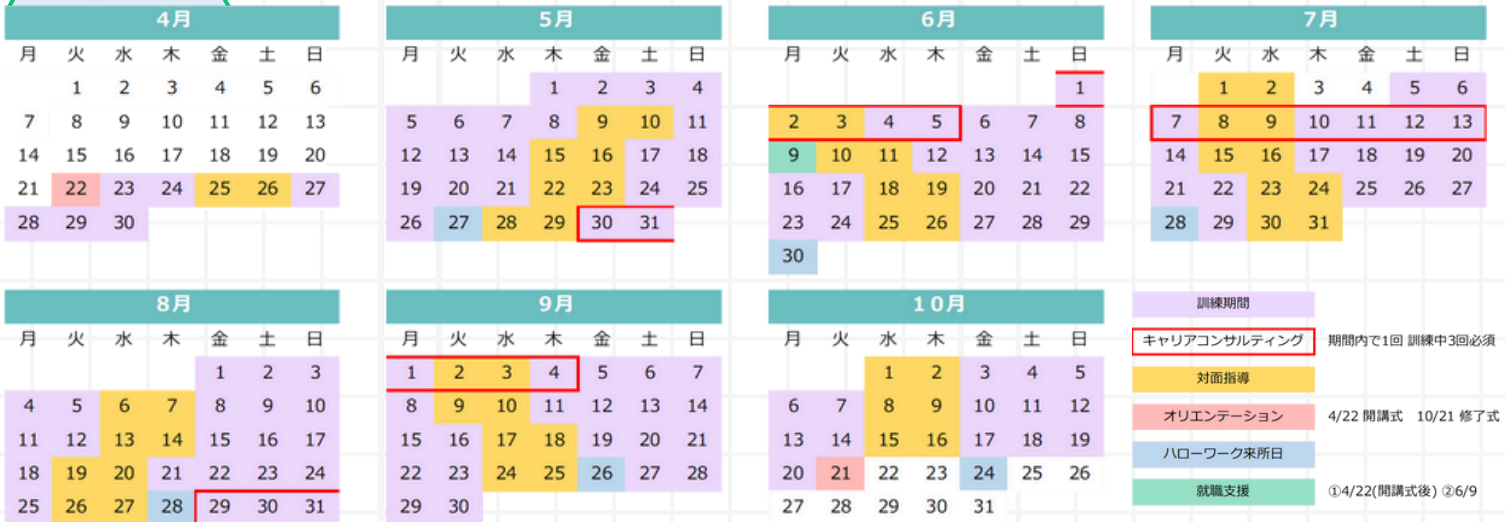 4月
月 火 水 木 金 土 日
1 2 3 4 5 6
7 8 9 10 11 12 13
14 15 16 17 18 19 20
21 22 23 24 25 26 27
28 29 30
5月
月 火 水 木 金 土 日
1 2 3 4
5 6 7 8 9 10 11
12 13 14 15 16 17 18
19 20 21 22 23 24 25
26 27 28 29 30 31
6月
月 火 水 木 金 土 日
1
2 3 4 5 6 7 8
9 10 11 12 13 14 15
16 17 18 19 20 21 22
23 24 25 26 27 28 29
30
7月
月 火 水 木 金 土 日
1 2 3 4 5 6
7 8 9 10 11 12 13
14 15 16 17 18 19 20
21 22 23 24 25 26 27
28 29 30 31
8月
月 火 水 木 金 土 日
1 2 3
4 5 6 7 8 9 10
11 12 13 14 15 16 17
18 19 20 21 22 23 24
25 26 27 28 29 30 31
9月
月 火 水 木 金 土 日
1 2 3 4 5 6 7
8 9 10 11 12 13 14
15 16 17 18 19 20 21
22 23 24 25 26 27 28
29 30
10月
月 火 水 木 金 土 日
1 2 3 4 5
6 7 8 9 10 11 12
13 14 15 16 17 18 19
20 21 22 23 24 25 26
27 28 29 30 31
訓練期間
キャリアコンサルティング 期間内で1回 訓練中3回必須
対面指導
オリエンテーション 4/22 開講式 10/21 修了式
ハローワーク来所日
就職支援 ①4/22(開講式後) ②6/9